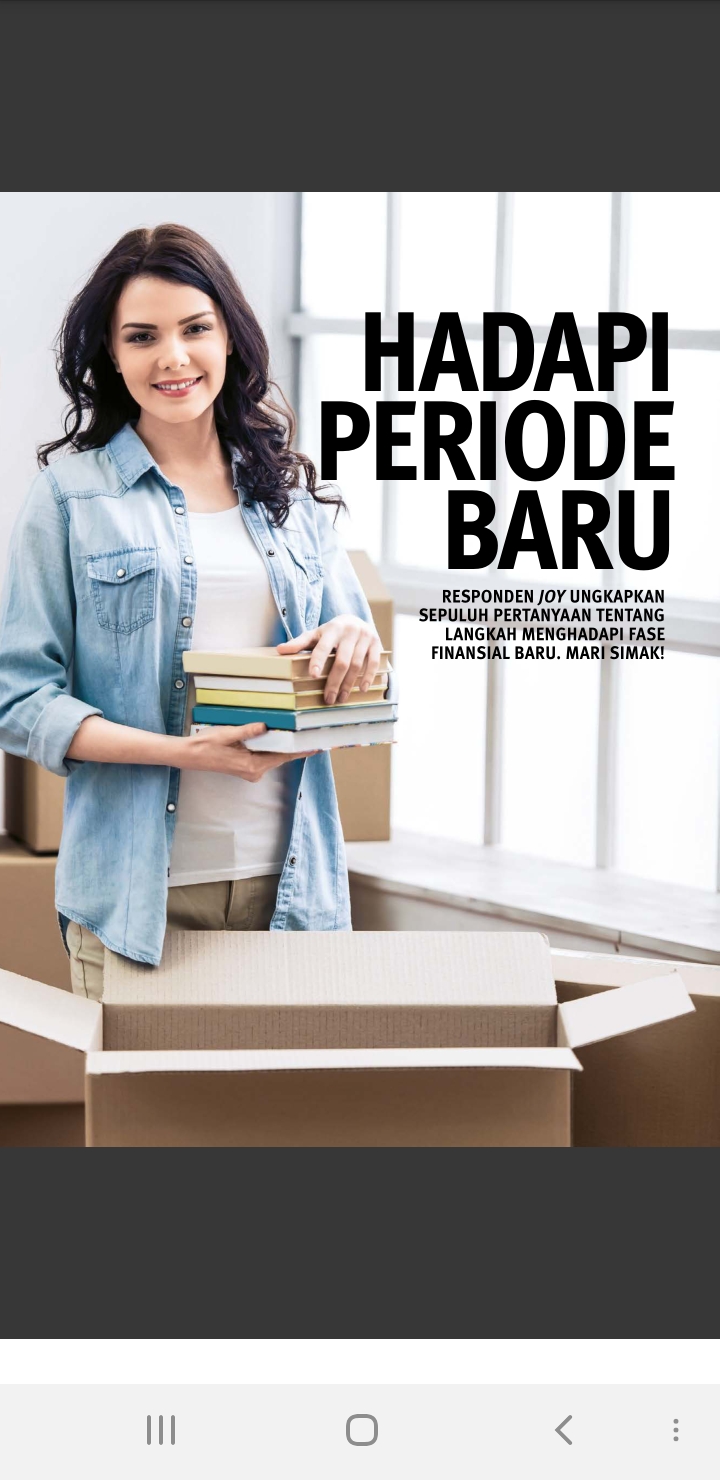 HADAPI
PERIODE
BARU
RESPONDEN JOY UNGKAPKAN
SEPULUH PERTANYAAN TENTANG
LANGKAH MENGHADAPI FASE
FINANSIAL BARU. MARI SIMAK!